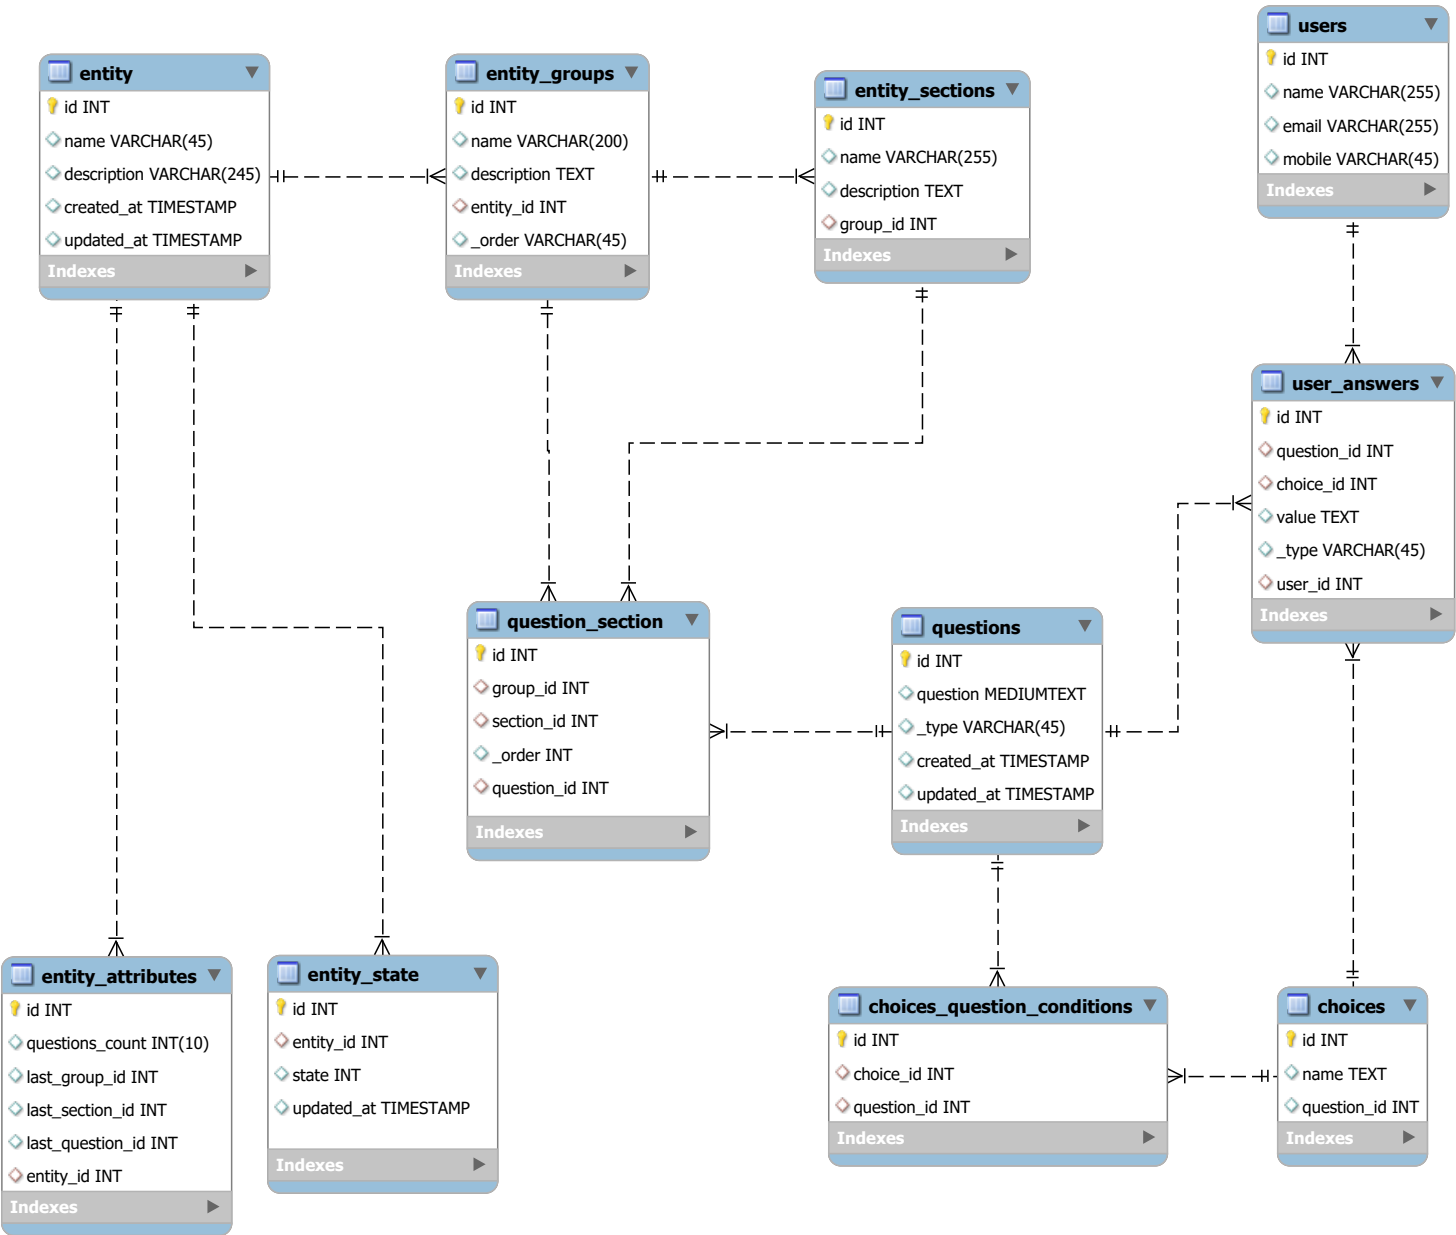 entity
id INT
name VARCHAR(45)
description VARCHAR(245)
created_at TIMESTAMP
updated_at TIMESTAMP
Indexes
entity_groups
id INT
name VARCHAR(200)
description TEXT
entity_id INT
_order VARCHAR(45)
Indexes
entity_sections
id INT
name VARCHAR(255)
description TEXT
group_id INT
Indexes
users
id INT
name VARCHAR(255)
email VARCHAR(255)
mobile VARCHAR(45)
Indexes
user_answers
id INT
question_id INT
choice_id INT
value TEXT
_type VARCHAR(45)
user_id INT
Indexes
question_section
id INT
group_id INT
section_id INT
_order INT
question_id INT
Indexes
questions
id INT
question MEDIUMTEXT
_type VARCHAR(45)
created_at TIMESTAMP
updated_at TIMESTAMP
Indexes
entity_attributes
id INT
questions_count INT(10)
last_group_id INT
last_section_id INT
last_question_id INT
entity_id INT
Indexes
entity_state
id INT
entity_id INT
state INT
updated_at TIMESTAMP
Indexes
choices_question_conditions
id INT
choice_id INT
question_id INT
Indexes
choices
id INT
name TEXT
question_id INT
Indexes